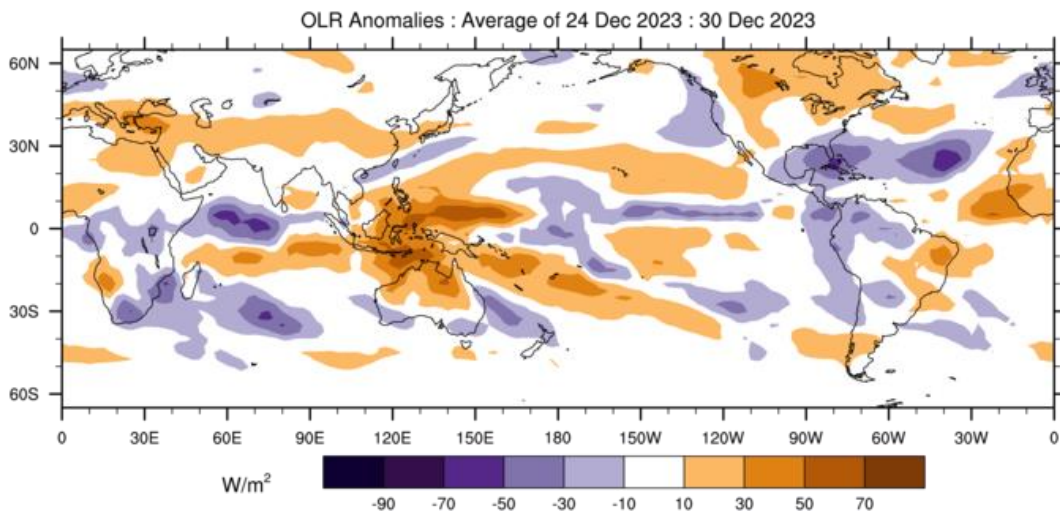 OLR Anomalies : Average of 24 Dec 2023 : 30 Dec 2023
60N
30N
0
30S
60S
0 30E 60E 90E 120E 150E 180 150W 120W 90W 60W 30W 0
W/m²
-90 -70 -50 -30 -10 10 30 50 70